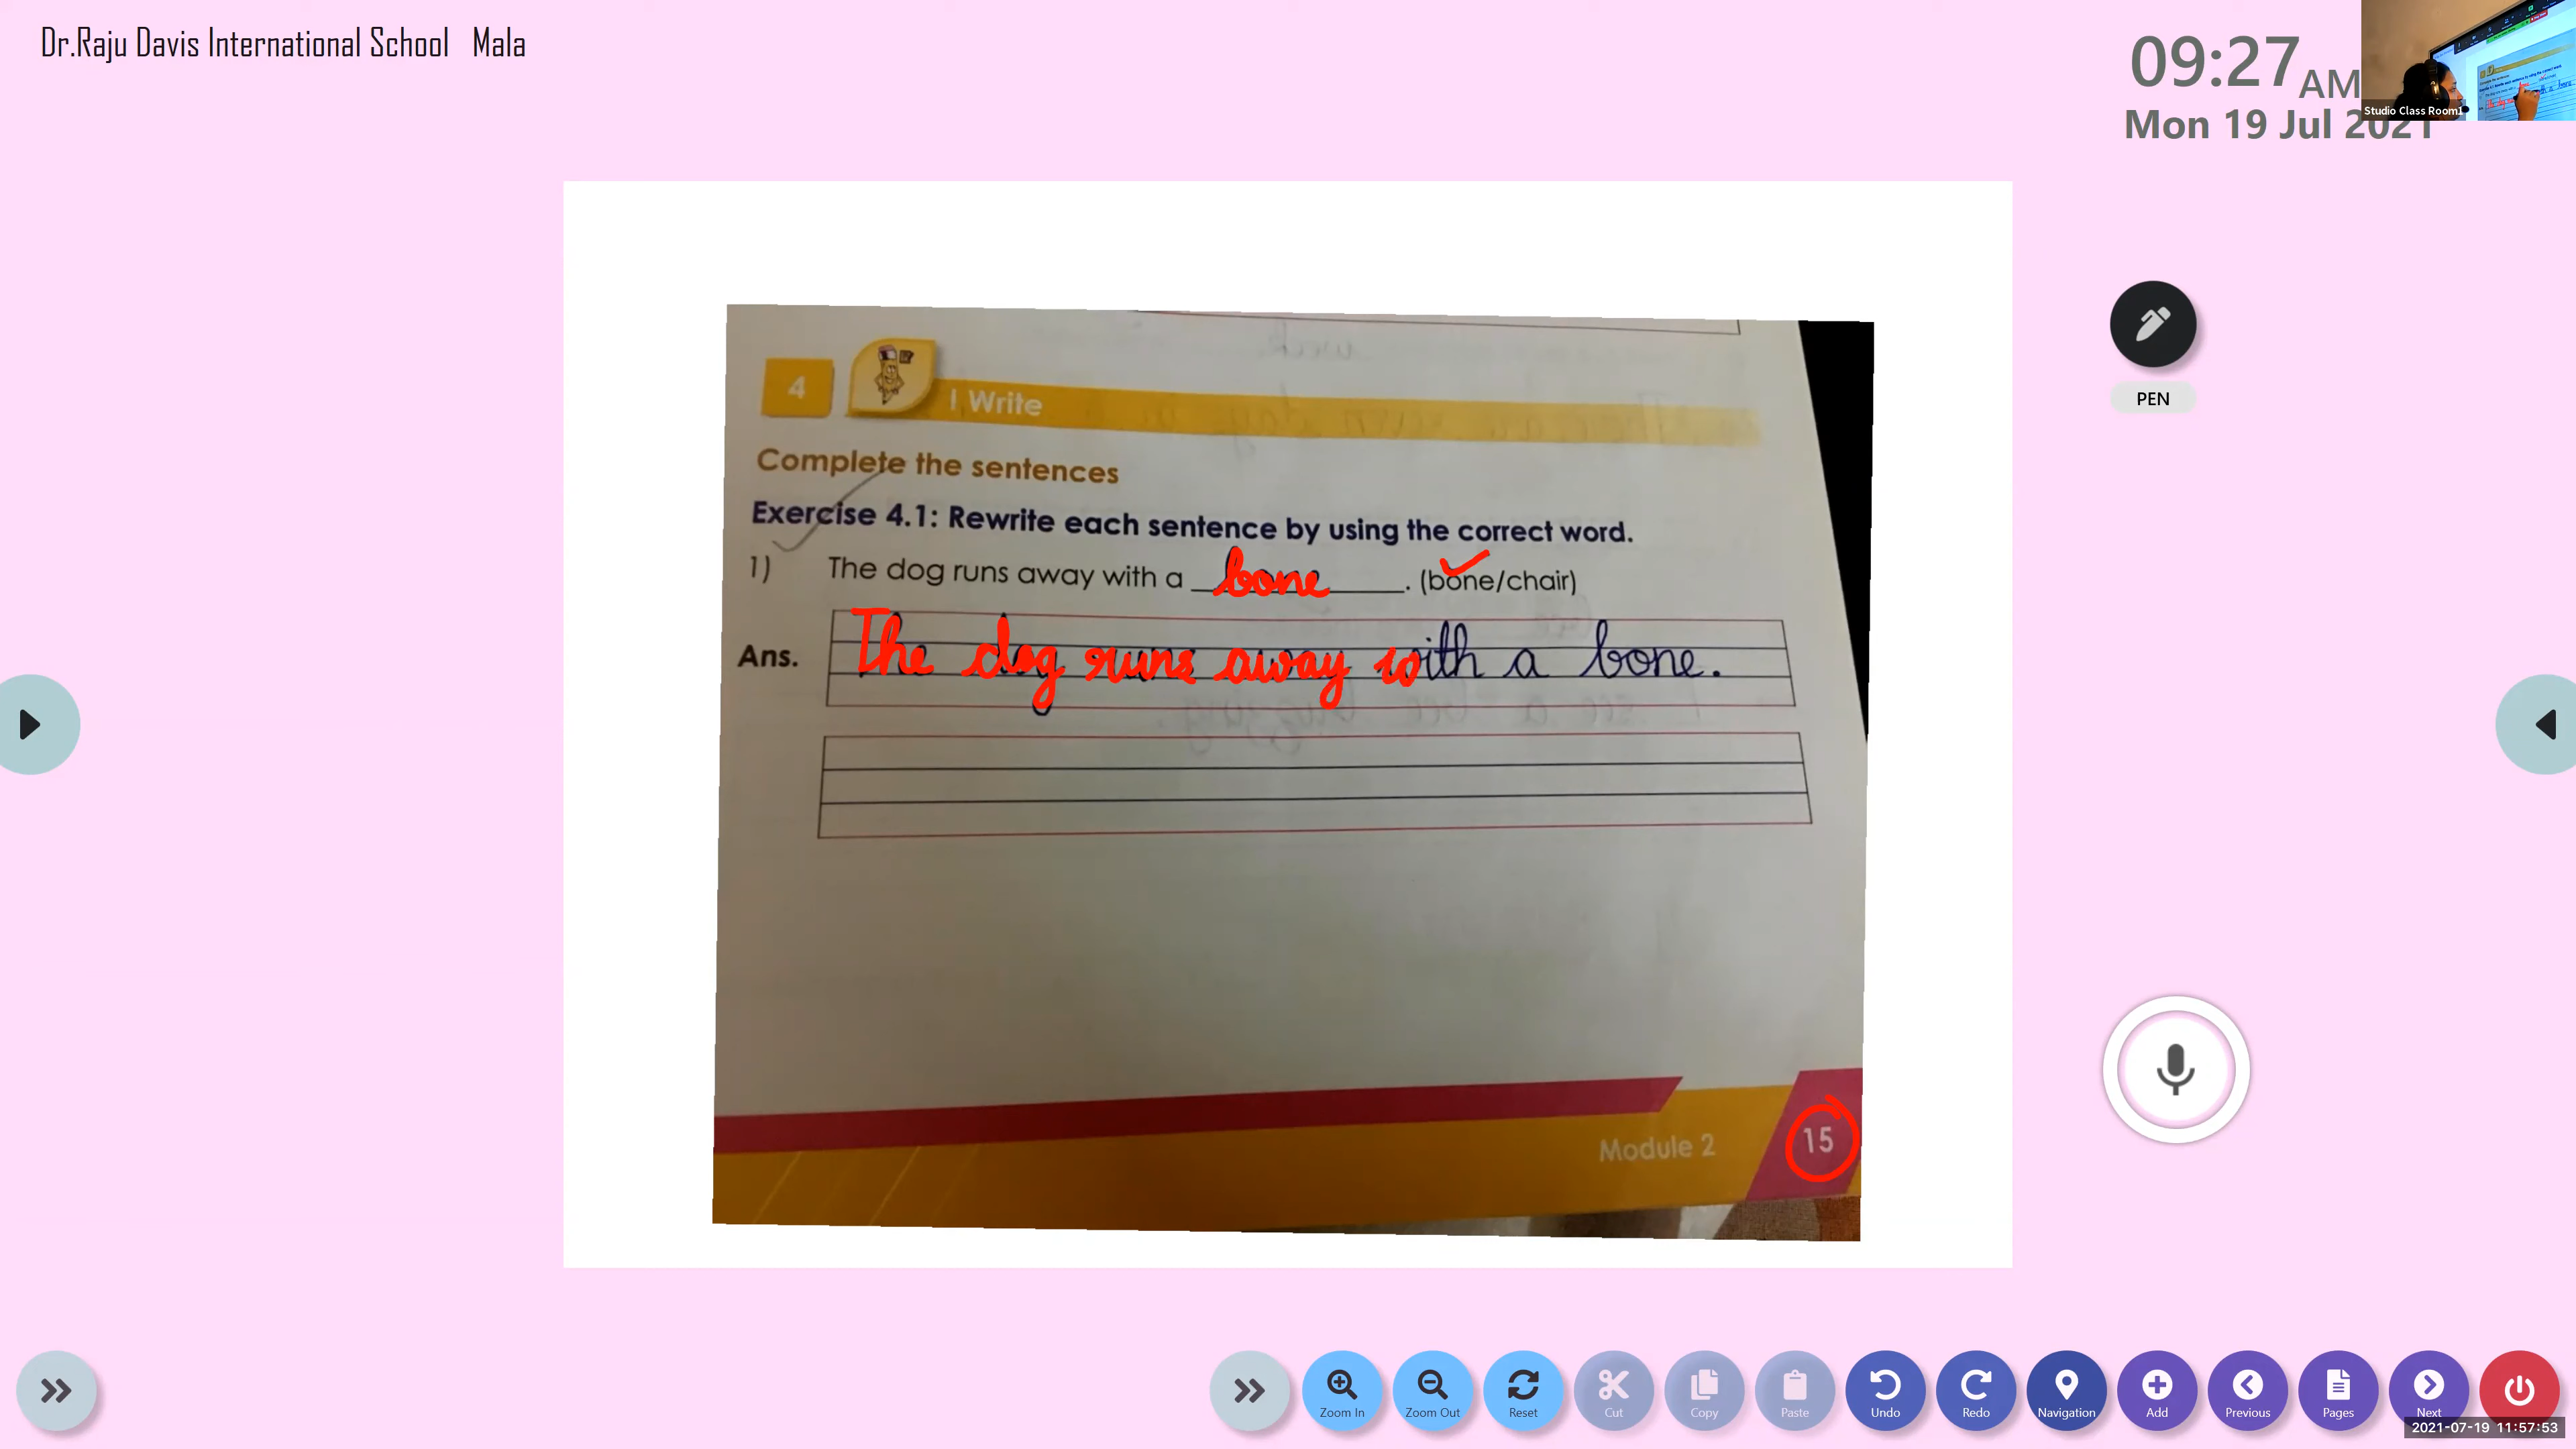 Dr.Raju Davis International School Mala
09:27 AM
Mon 19 Jul 2021
Studio Class Room1
4 I Write
Complete the sentences
Exercise 4.1: Rewrite each sentence by using the correct word.
1) The dog runs away with a bone. (bone/chair)
Ans. The dog runs away with a bone.
Module 2 15
PEN
Zoom In Zoom Out Reset Cut Copy Paste Undo Redo Navigation Add Previous Pages Next
2021-07-19 11:57:53